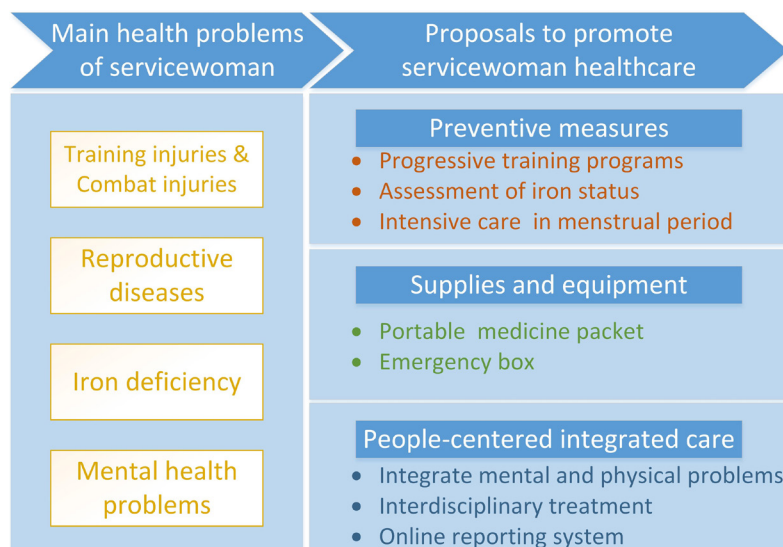 Main health problems
of servicewoman
Proposals to promote
servicewoman healthcare
Training injuries &
Combat injuries
Reproductive
diseases
Iron deficiency
Mental health
problems
Preventive measures
• Progressive training programs
• Assessment of iron status
• Intensive care in menstrual period
Supplies and equipment
• Portable medicine packet
• Emergency box
People-centered integrated care
• Integrate mental and physical problems
• Interdisciplinary treatment
• Online reporting system